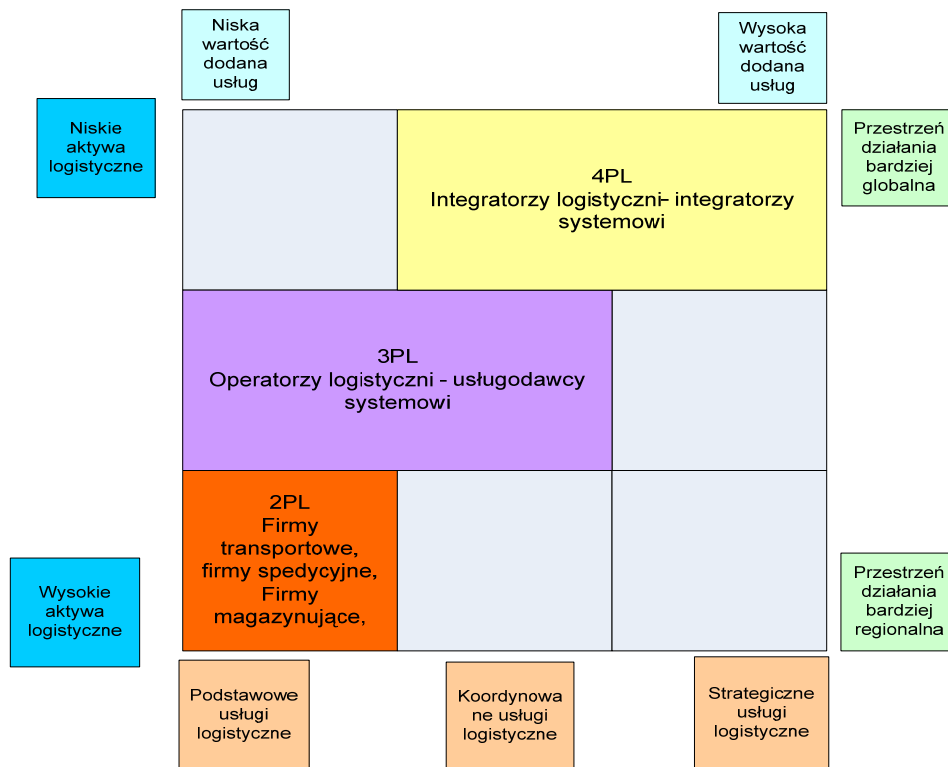 Niska
wartość
dodana
usług
Wysoka
wartość
dodana
usług
Niskie
aktywa
logistyczne
4PL
Integratorzy logistyczni– integratorzy
systemowi
Przestrzeń
działania
bardziej
globalna
3PL
Operatorzy logistyczni - usługodawcy
systemowi
2PL
Firmy
transportowe,
firmy spedycyjne,
Firmy
magazynujące,
Wysokie
aktywa
logistyczne
Przestrzeń
działania
bardziej
regionalna
Podstawowe
usługi
logistyczne
Koordynowa
ne usługi
logistyczne
Strategiczne
usługi
logistyczne